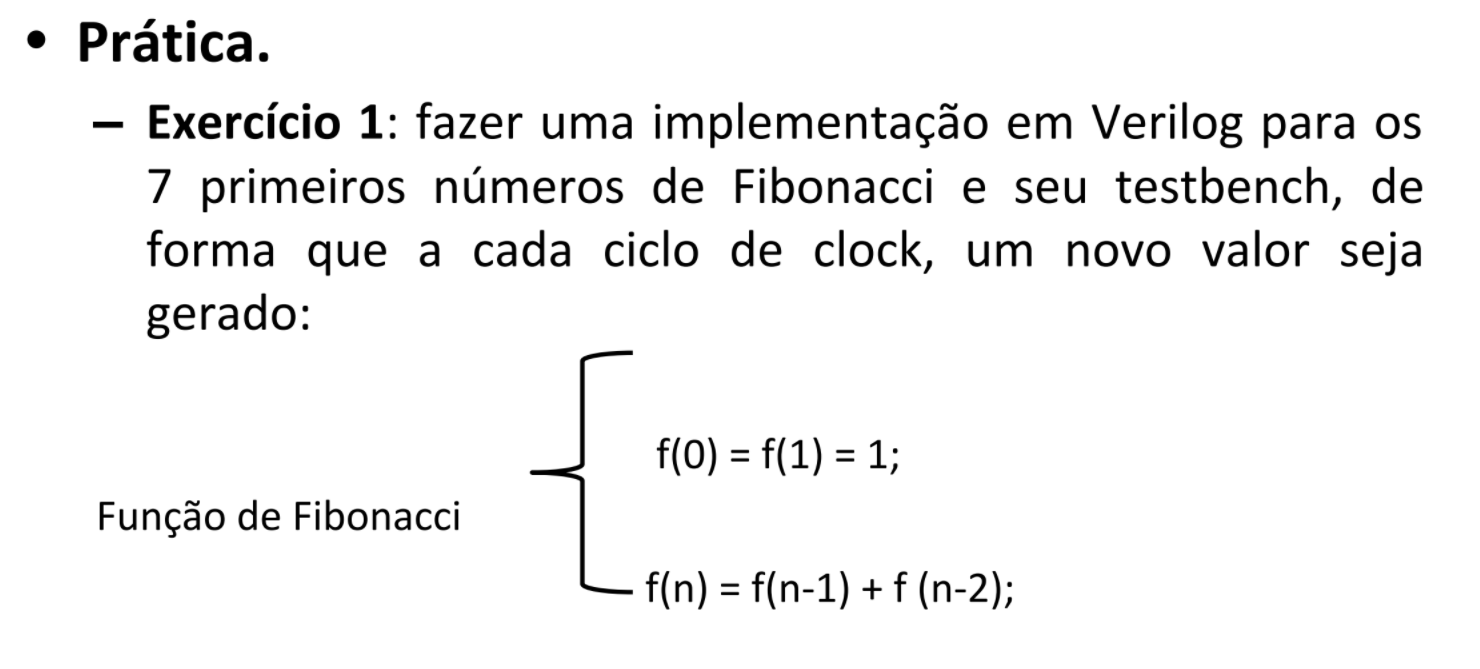 • Prática.
– Exercício 1: fazer uma implementação em Verilog para os
7 primeiros números de Fibonacci e seu testbench, de
forma que a cada ciclo de clock, um novo valor seja
gerado:
f(0) = f(1) = 1;
Função de Fibonacci
f(n) = f(n-1) + f (n-2);